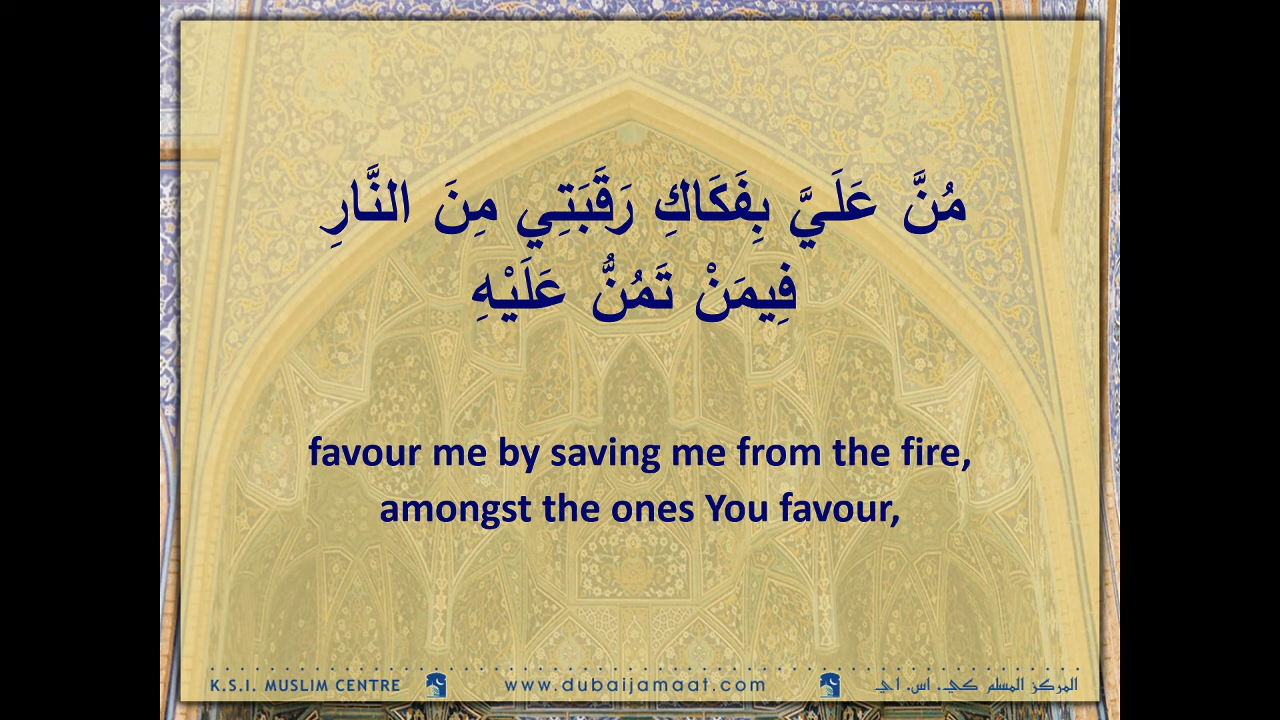 مُنَّ عَلَيَّ بِفَكَاكِ رَقَبَتِي مِنَ النَّارِ
فِيمَنْ تَمُنُّ عَلَيْهِ
favour me by saving me from the fire,
amongst the ones You favour,
K.S.I. MUSLIM CENTRE www.dubaijamaat.com المركز المسلم كي. اس. اي